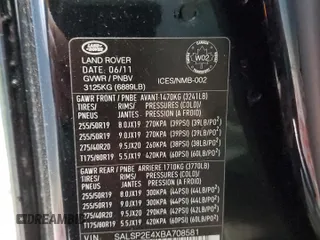 LAND ROVER
DATE: 06/11
GVWR / PNBV
ICES/NMB-002
W02
3125KG (6889LB)
GAWR FRONT / PNBE AVANT 1470KG (3241LB)
TIRES/ RIMS/ PRESSURES (COLD)/
PNEUS JANTES PRESSION (A FROID)
255/50R19 8.0JX19 270KPA (39PSI) (39LB/PO²)
255/50R19 9.0JX19 270KPA (39PSI) (39LB/PO²)
275/40R20 9.5JX20 260KPA (38PSI) (38LB/PO²)
T175/80R19 5.5JX19 420KPA (60PSI) (60LB/PO²)
GAWR REAR / PNBE ARRIERE 1710KG (3770LB)
TIRES/ RIMS/ PRESSURES (COLD)/
PNEUS JANTES PRESSION (A FROID)
255/50R19 8.0JX19 300KPA (44PSI) (44LB/PO²)
255/50R19 9.0JX19 300KPA (44PSI) (44LB/PO²)
275/40R20 9.5JX20 290KPA (42PSI) (42LB/PO²)
T175/80R19 5.5JX19 420KPA (60PSI) (60LB/PO²)
VIN SALSP2E4XBA708581